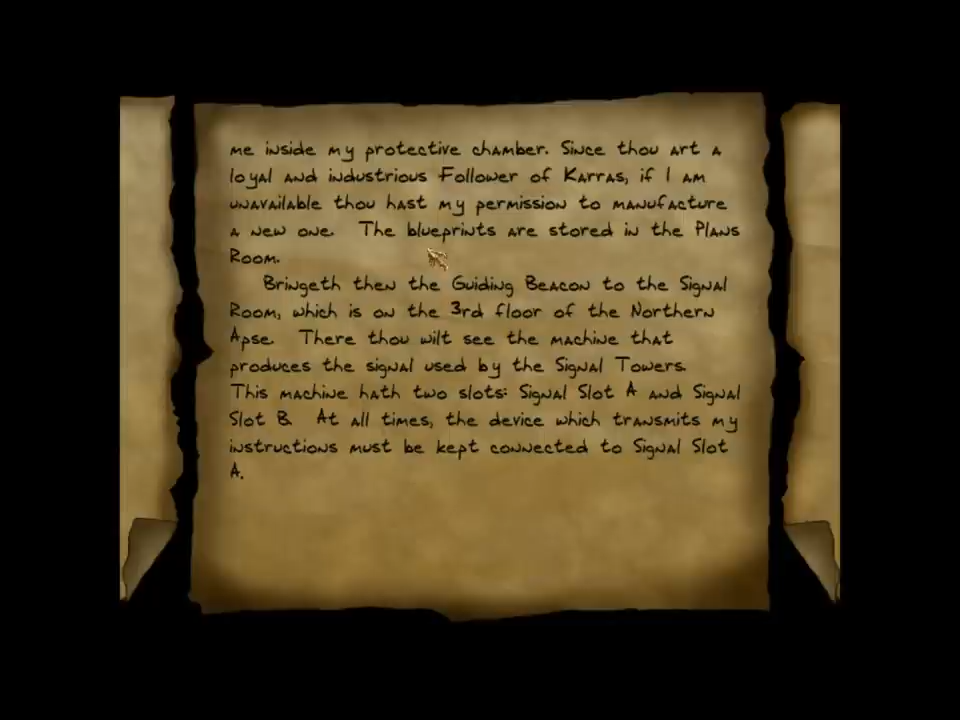 me inside my protective chamber. Since thou art a
loyal and industrious Follower of Karras, if I am
unavailable thou hast my permission to manufacture
a new one. The blueprints are stored in the Plans
Room.
Bringeth then the Guiding Beacon to the Signal
Room, which is on the 3rd floor of the Northern
Apse. There thou wilt see the machine that
produces the signal used by the Signal Towers.
This machine hath two slots: Signal Slot A and Signal
Slot B. At all times, the device which transmits my
instructions must be kept connected to Signal Slot
A.